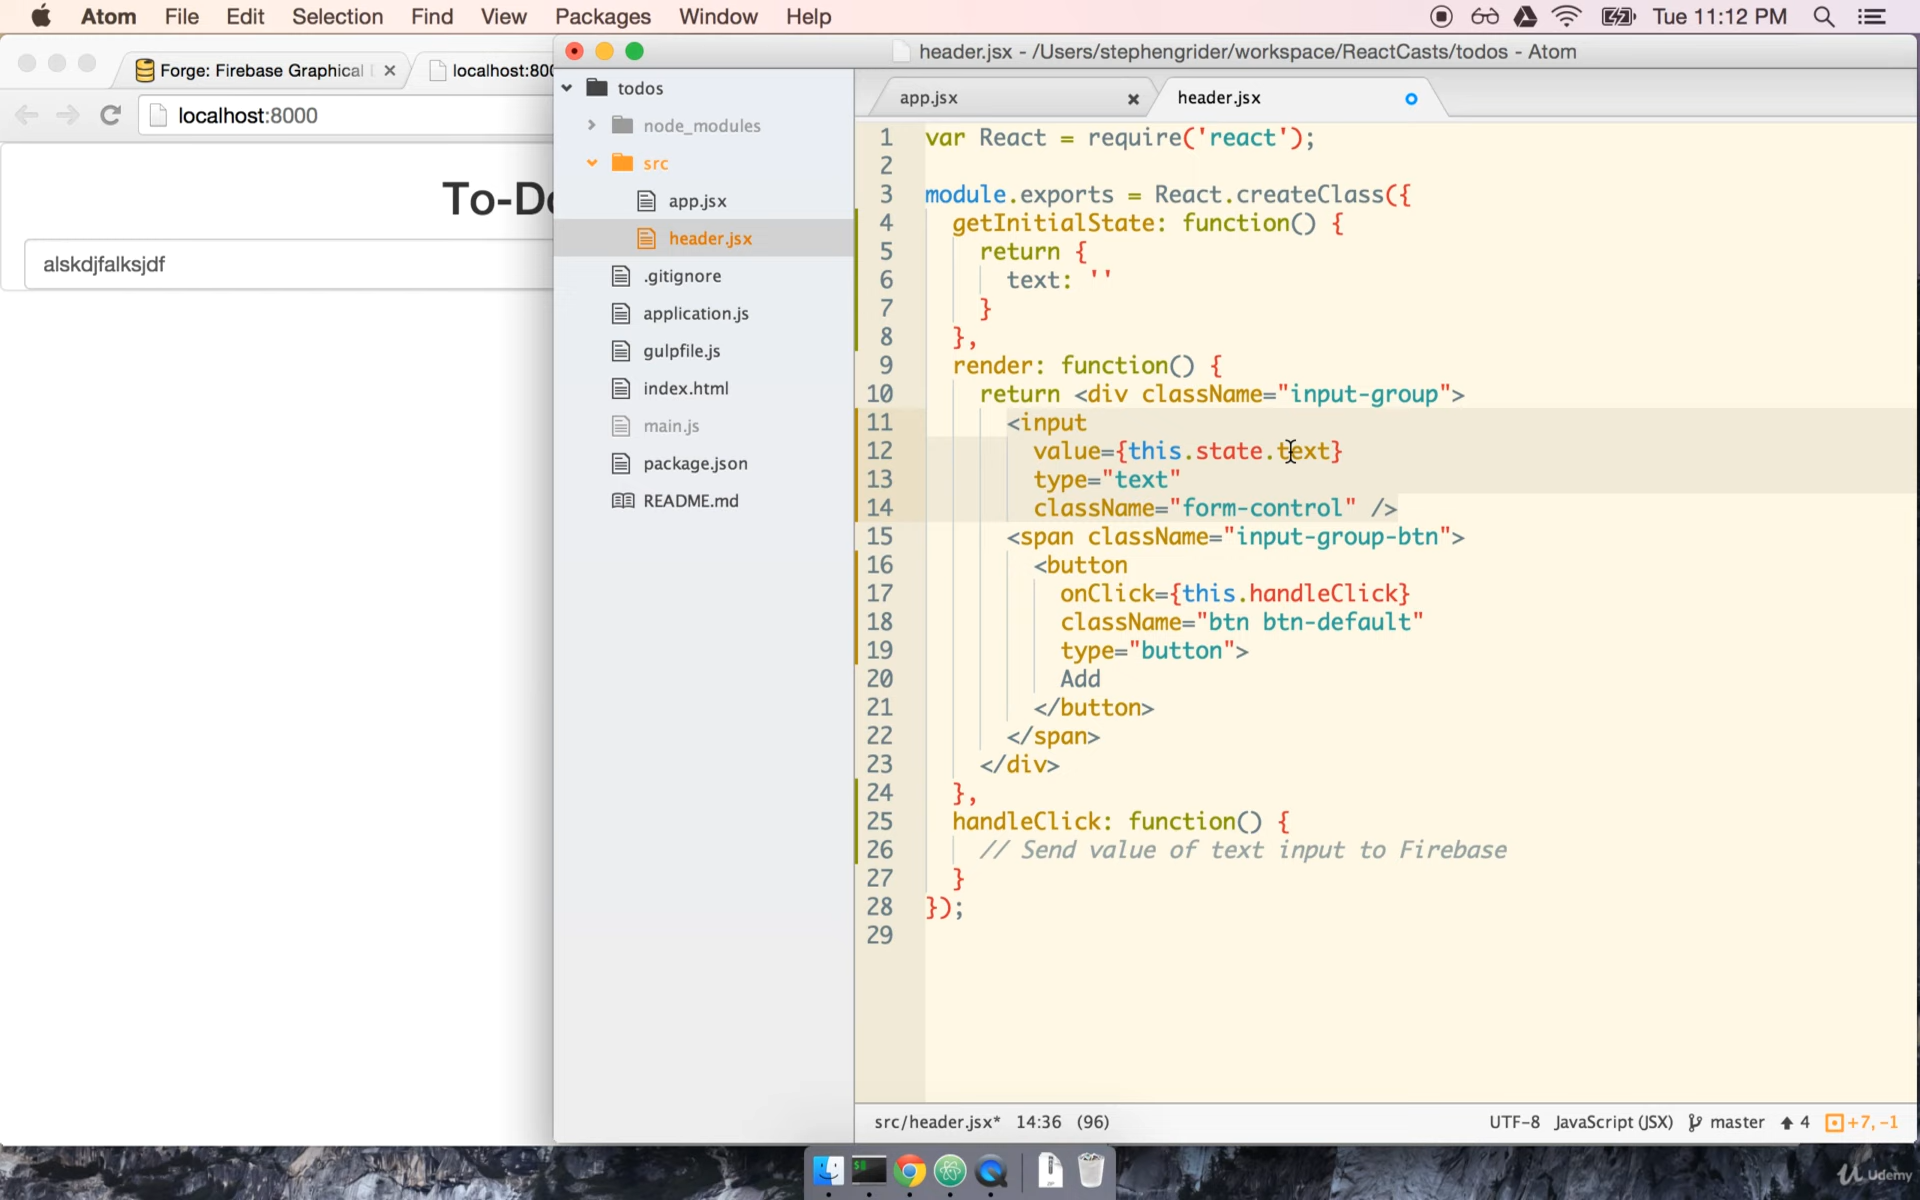 Atom File Edit Selection Find View Packages Window Help Tue 11:12 PM
Forge: Firebase Graphical
localhost:800
localhost:8000
To-Do
alskdjfalksjdf
header.jsx - /Users/stephengrider/workspace/ReactCasts/todos - Atom
todos
node_modules
src
app.jsx
header.jsx
.gitignore
application.js
gulpfile.js
index.html
main.js
package.json
README.md
app.jsx
header.jsx
1 var React = require('react');
2
3 module.exports = React.createClass({
4 getInitialState: function() {
5 return {
6 text: ''
7 }
8 },
9 render: function() {
10 return <div className="input-group">
11 <input
12 value={this.state.text}
13 type="text"
14 className="form-control" />
15 <span className="input-group-btn">
16 <button
17 onClick={this.handleClick}
18 className="btn btn-default"
19 type="button">
20 Add
21 </button>
22 </span>
23 </div>
24 },
25 handleClick: function() {
26 // Send value of text input to Firebase
27 }
28 });
29
src/header.jsx* 14:36 (96)
UTF-8 JavaScript (JSX) master 4 +7, -1
Udemy